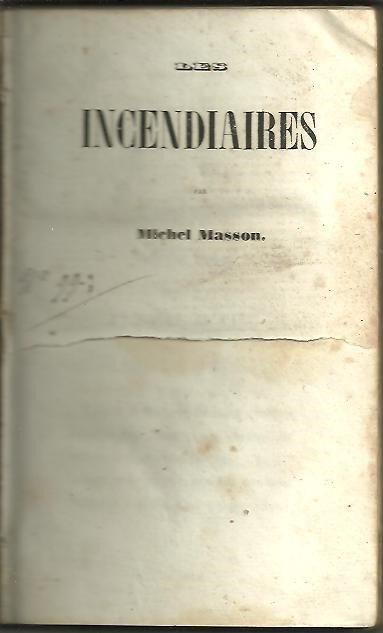 LES
INCENDIAIRES
PAR
Michel Masson.